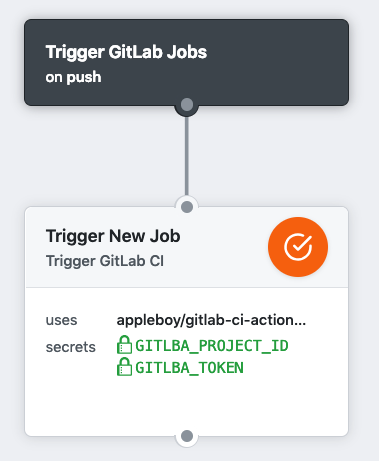 Trigger GitLab Jobs
on push
Trigger New Job
Trigger GitLab CI
uses appleboy/gitlab-ci-action...
secrets GITLBA_PROJECT_ID
GITLBA_TOKEN